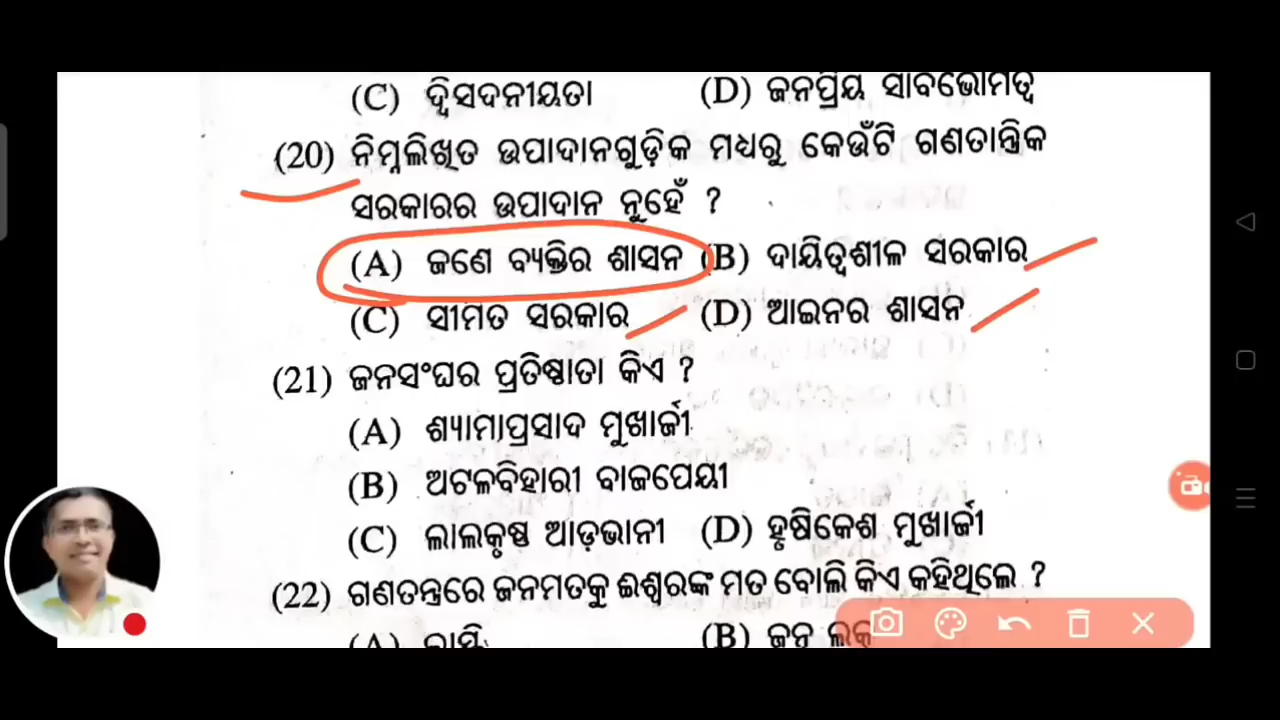 (C) ଦ୍ୱିସଦନୀୟତା (D) ଜନପ୍ରିୟ ସାର୍ବଭୌମତ୍ୱ
(20) ନିମ୍ନଲିଖିତ ଉପାଦାନଗୁଡ଼ିକ ମଧ୍ୟରୁ କେଉଁଟି ଗଣତାନ୍ତ୍ରିକ
ସରକାରର ଉପାଦାନ ନୁହେଁ ?
(A) ଜଣେ ବ୍ୟକ୍ତିର ଶାସନ (B) ଦାୟିତ୍ୱଶୀଳ ସରକାର
(C) ସୀମିତ ସରକାର (D) ଆଇନର ଶାସନ
(21) ଜନସଂଘର ପ୍ରତିଷ୍ଠାତା କିଏ ?
(A) ଶ୍ୟାମାପ୍ରସାଦ ମୁଖାର୍ଜୀ
(B) ଅଟଳବିହାରୀ ବାଜପେୟୀ
(C) ଲାଲକୃଷ୍ଣ ଆଡ଼ଭାନୀ (D) ହୃଷିକେଶ ମୁଖାର୍ଜୀ
(22) ଗଣତନ୍ତ୍ରରେ ଜନମତକୁ ଈଶ୍ୱରଙ୍କ ମତ ବୋଲି କିଏ କହିଥିଲେ ?
(A) (B) ଜନ୍